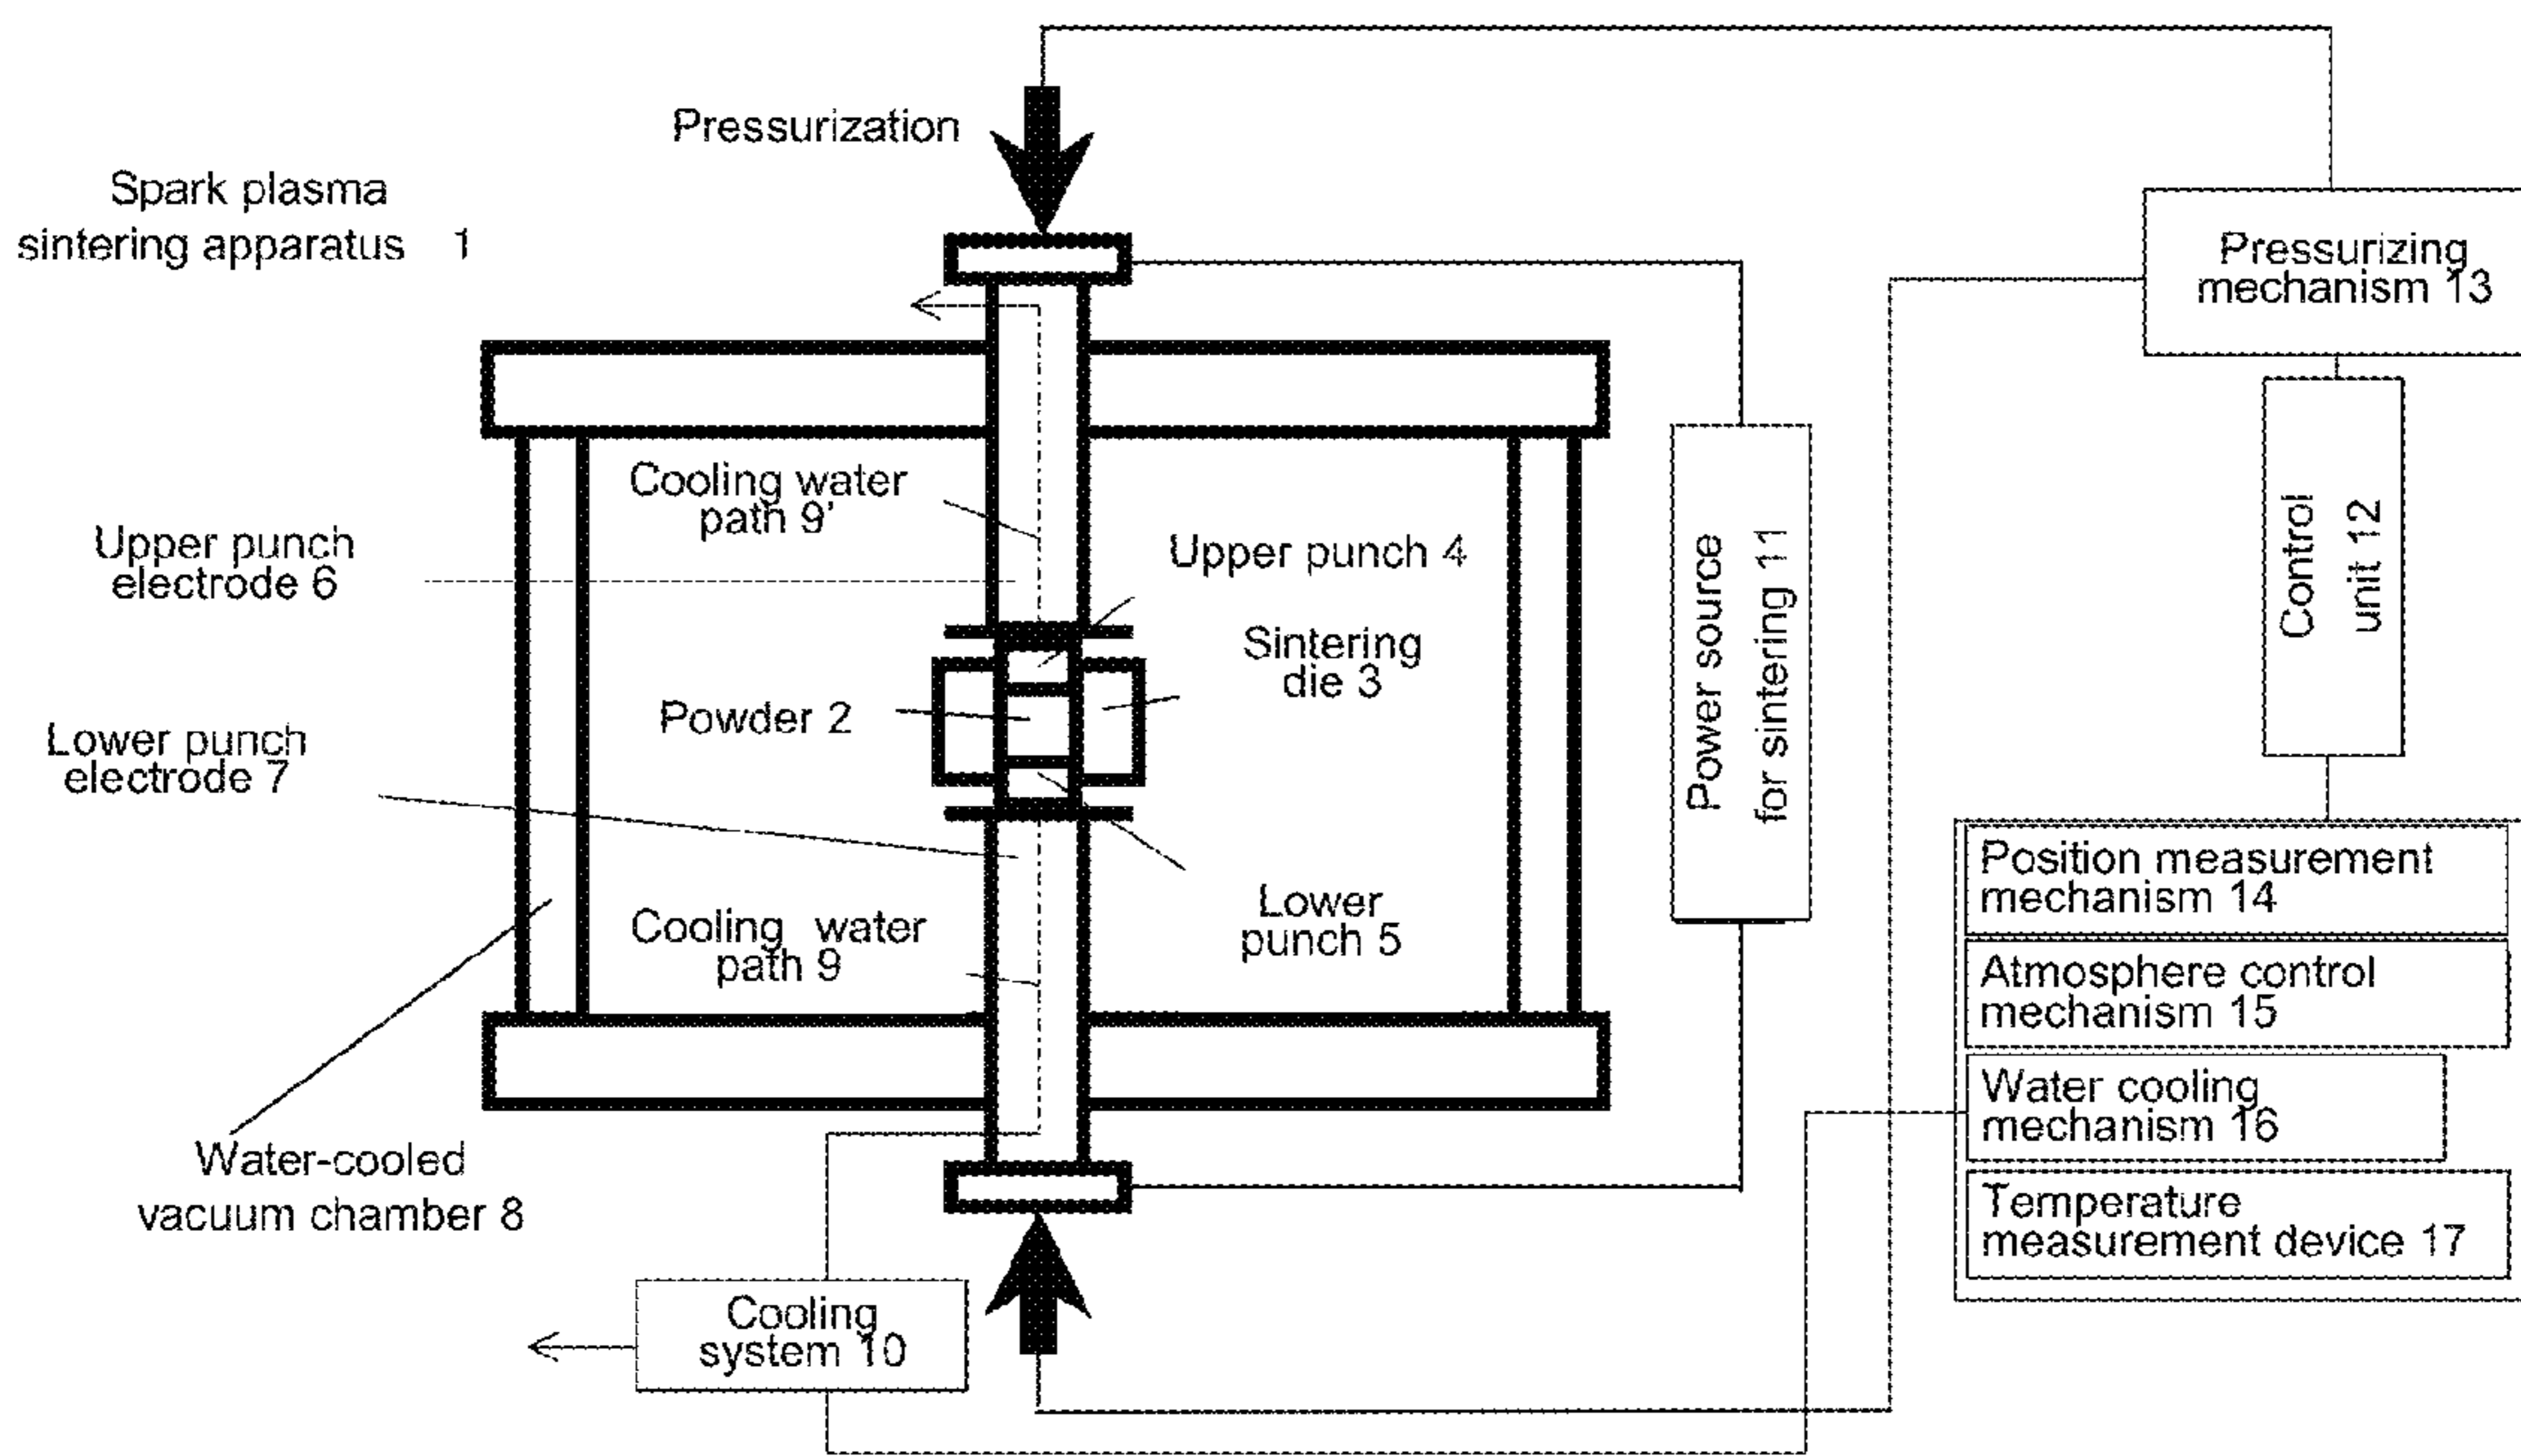 Pressurization
Spark plasma
sintering apparatus 1
Pressurizing
mechanism 13
Cooling water
path 9'
Upper punch
electrode 6
Upper punch 4
Control
unit 12
Power source
for sintering 11
Sintering
die 3
Powder 2
Lower punch
electrode 7
Lower
punch 5
Cooling water
path 9
Position measurement
mechanism 14
Atmosphere control
mechanism 15
Water cooling
mechanism 16
Temperature
measurement device 17
Water-cooled
vacuum chamber 8
Cooling
system 10